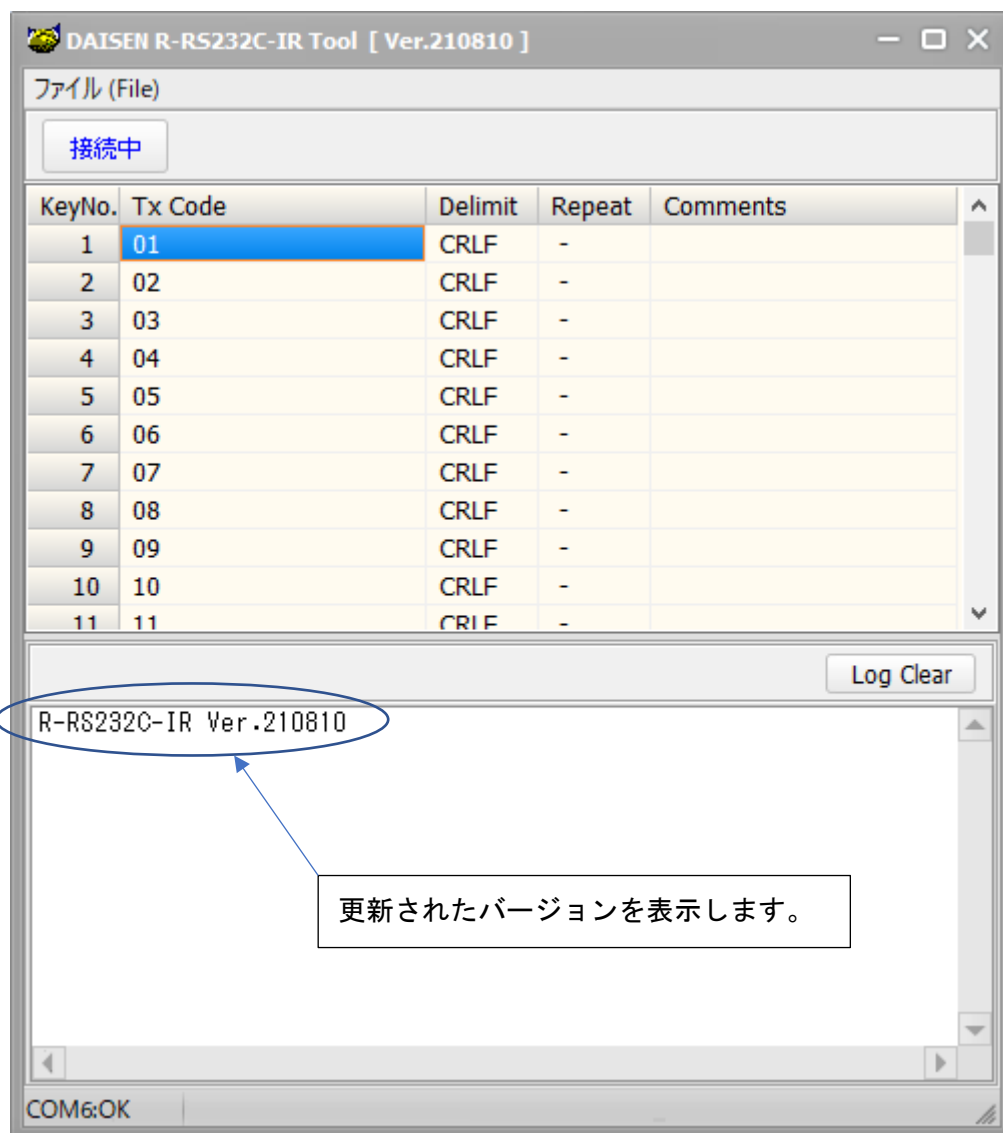 DAISEN R-RS232C-IR Tool [ Ver.210810 ]
ファイル (File)
接続中
KeyNo. Tx Code Delimit Repeat Comments
1 01 CRLF -
2 02 CRLF -
3 03 CRLF -
4 04 CRLF -
5 05 CRLF -
6 06 CRLF -
7 07 CRLF -
8 08 CRLF -
9 09 CRLF -
10 10 CRLF -
11 11 CRLF -
Log Clear
R-RS232C-IR Ver.210810
更新されたバージョンを表示します。
COM6:OK